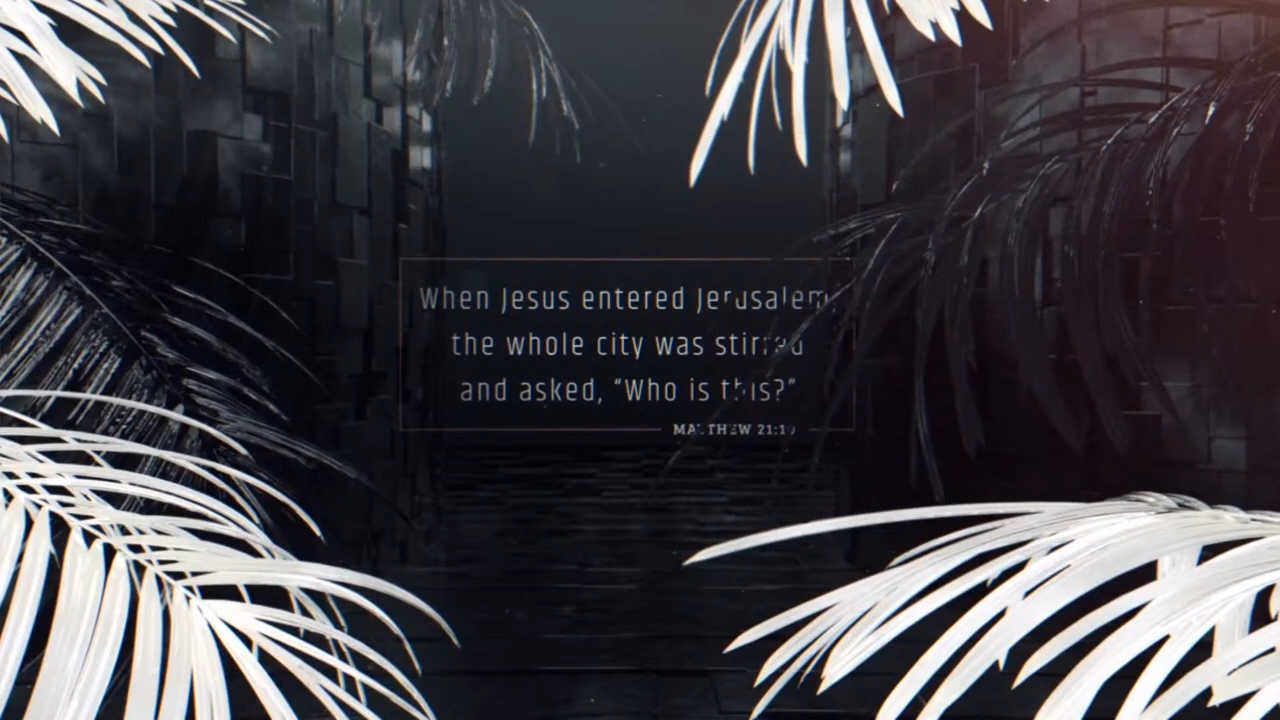 When Jesus entered Jerusalem,
the whole city was stirred
and asked, “Who is this?”
MATTHEW 21:10